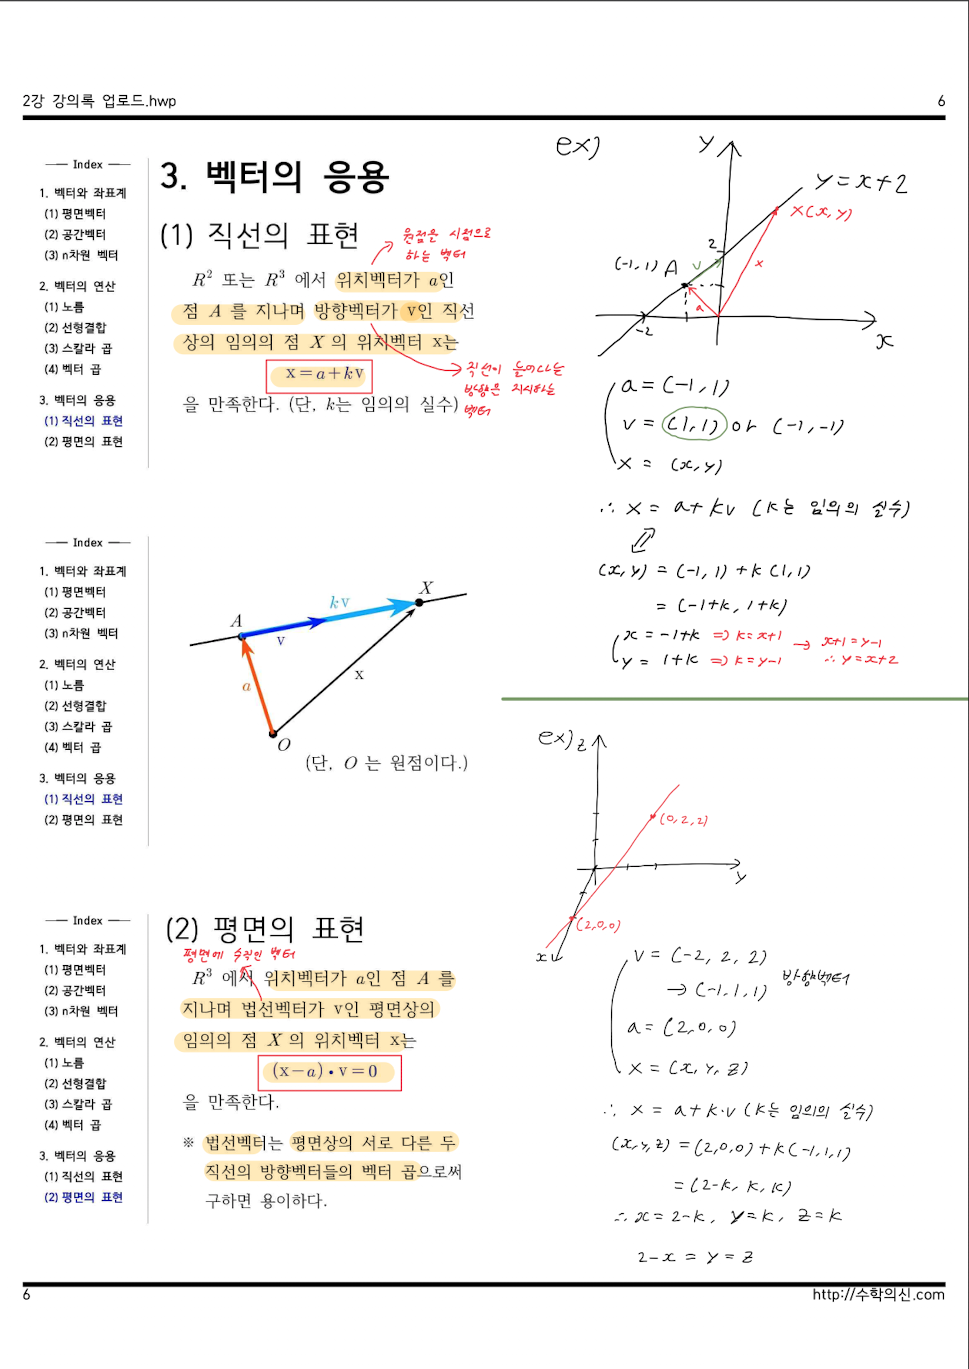 2강 강의록 업로드.hwp 6
Index
1. 벡터와 좌표계
(1) 평면벡터
(2) 공간벡터
(3) n차원 벡터
2. 벡터의 연산
(1) 노름
(2) 선형결합
(3) 스칼라 곱
(4) 벡터 곱
3. 벡터의 응용
(1) 직선의 표현
(2) 평면의 표현
3. 벡터의 응용
(1) 직선의 표현
원점을 시점으로
하는 벡터
R² 또는 R³ 에서 위치벡터가 a인
점 A 를 지나며 방향벡터가 v인 직선
상의 임의의 점 X 의 위치벡터 x는
x = a + kv
을 만족한다. (단, k는 임의의 실수)
직선이 늘어나는
방향을 지시하는
벡터
ex)
y
y = x+2
X(x, y)
2
(-1, 1) A
v
x
a
-2
x
a = (-1, 1)
v = (1, 1) or (-1, -1)
x = (x, y)
∴ x = a + kv (k는 임의의 실수)
⇔
(x, y) = (-1, 1) + k(1, 1)
= (-1+k, 1+k)
x = -1+k ⇒ k = x+1
y = 1+k ⇒ k = y-1
→ x+1 = y-1
∴ y = x+2
Index
1. 벡터와 좌표계
(1) 평면벡터
(2) 공간벡터
(3) n차원 벡터
2. 벡터의 연산
(1) 노름
(2) 선형결합
(3) 스칼라 곱
(4) 벡터 곱
3. 벡터의 응용
(1) 직선의 표현
(2) 평면의 표현
X
kv
A
v
a
x
O
(단, O 는 원점이다.)
Index
1. 벡터와 좌표계
(1) 평면벡터
(2) 공간벡터
(3) n차원 벡터
2. 벡터의 연산
(1) 노름
(2) 선형결합
(3) 스칼라 곱
(4) 벡터 곱
3. 벡터의 응용
(1) 직선의 표현
(2) 평면의 표현
(2) 평면의 표현
평면에 수직인 벡터
R³ 에서 위치벡터가 a인 점 A 를
지나며 법선벡터가 v인 평면상의
임의의 점 X 의 위치벡터 x는
(x − a) • v = 0
을 만족한다.
※ 법선벡터는 평면상의 서로 다른 두
직선의 방향벡터들의 벡터 곱으로써
구하면 용이하다.
ex) z
(0, 2, 2)
y
(2, 0, 0)
x
v = (-2, 2, 2)
→ (-1, 1, 1)
방향벡터
a = (2, 0, 0)
x = (x, y, z)
∴ x = a + k·v (k는 임의의 실수)
(x, y, z) = (2, 0, 0) + k(-1, 1, 1)
= (2-k, k, k)
∴ x = 2-k, y = k, z = k
2-x = y = z
6 http://수학의신.com